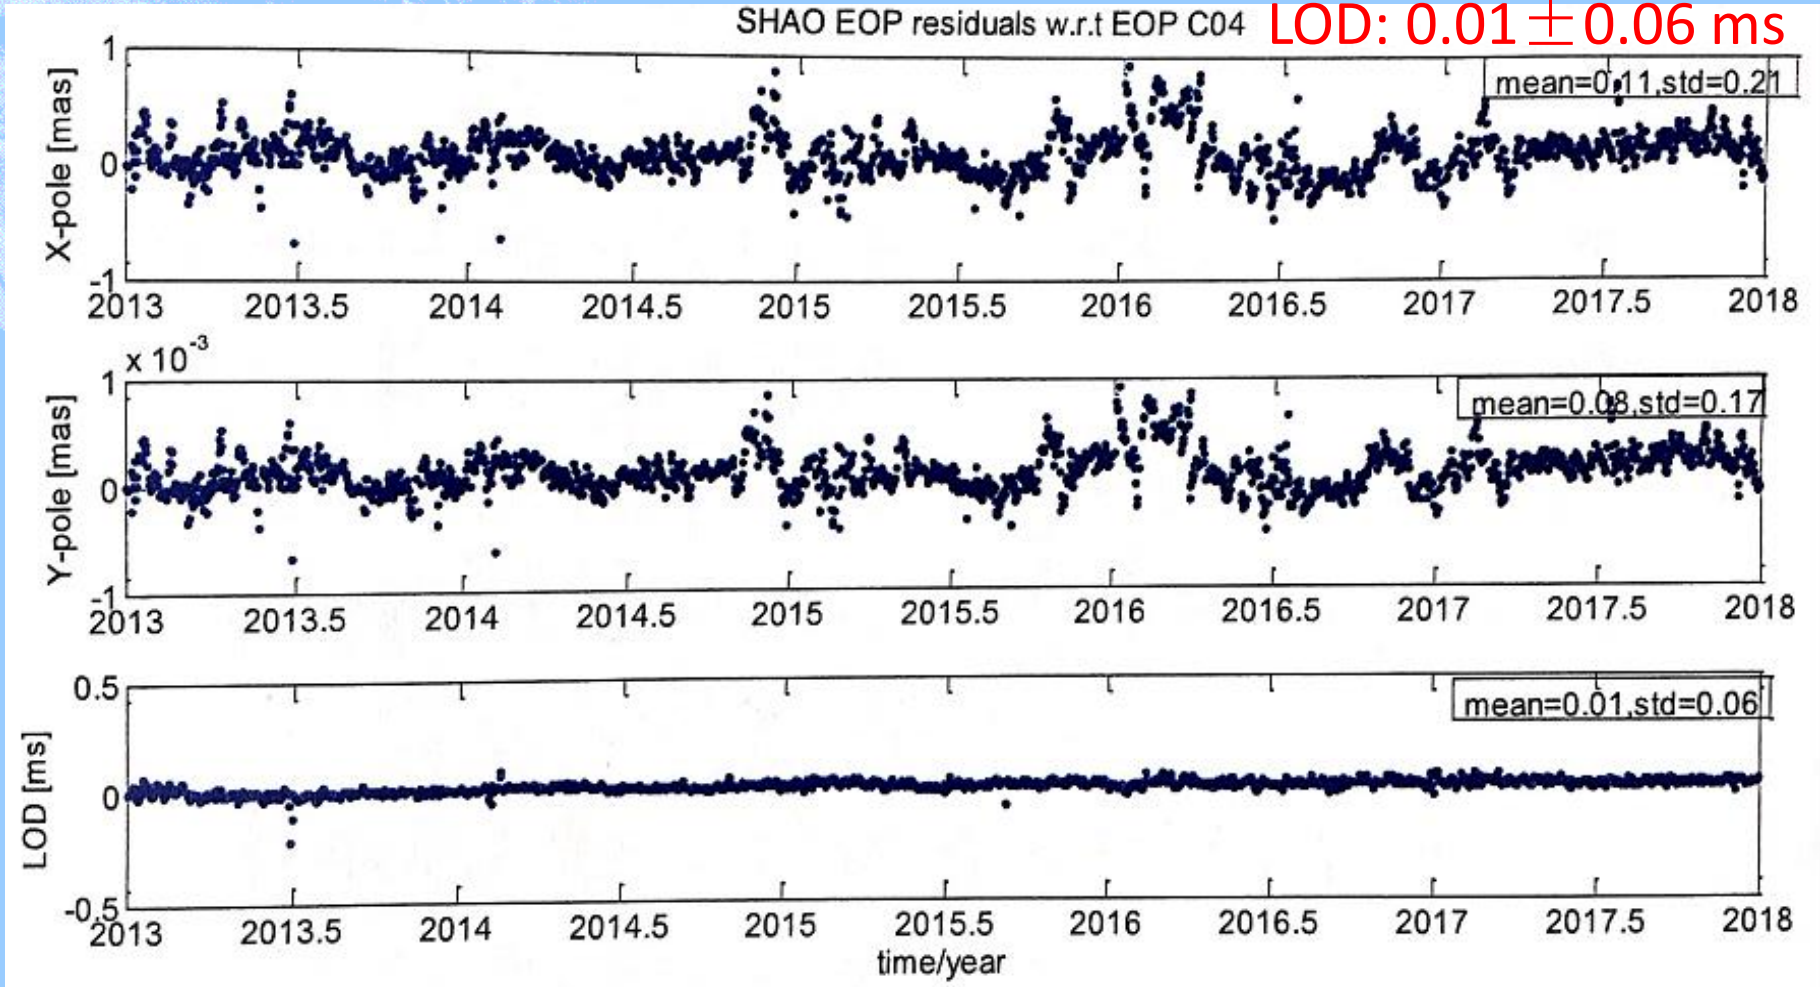 SHAO EOP residuals w.r.t EOP C04
LOD: 0.01±0.06 ms
1
0
-1
X-pole [mas]
mean=0.11,std=0.21
2013 2013.5 2014 2014.5 2015 2015.5 2016 2016.5 2017 2017.5 2018
x 10-3
1
0
-1
Y-pole [mas]
mean=0.08,std=0.17
2013 2013.5 2014 2014.5 2015 2015.5 2016 2016.5 2017 2017.5 2018
0.5
0
-0.5
LOD [ms]
mean=0.01,std=0.06
2013 2013.5 2014 2014.5 2015 2015.5 2016 2016.5 2017 2017.5 2018
time/year